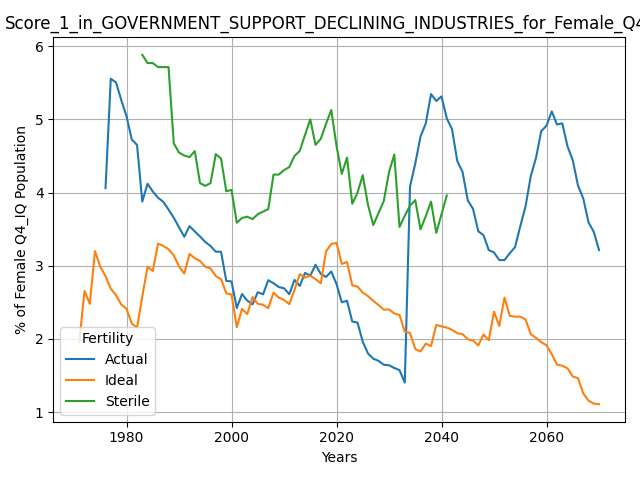 Score_1_in_GOVERNMENT_SUPPORT_DECLINING_INDUSTRIES_for_Female_Q4
6
5
4
3
2
1
% of Female Q4_IQ Population
Fertility
Actual
Ideal
Sterile
1980 2000 2020 2040 2060
Years